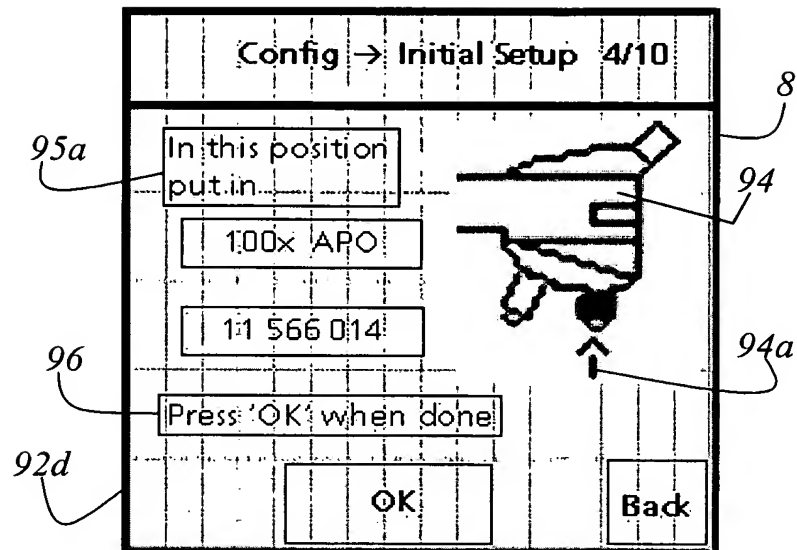 Config → Initial Setup 4/10
8
95a
In this position
put in
94
100x APO
11 566 014
94a
96
Press 'OK' when done
92d
OK
Back